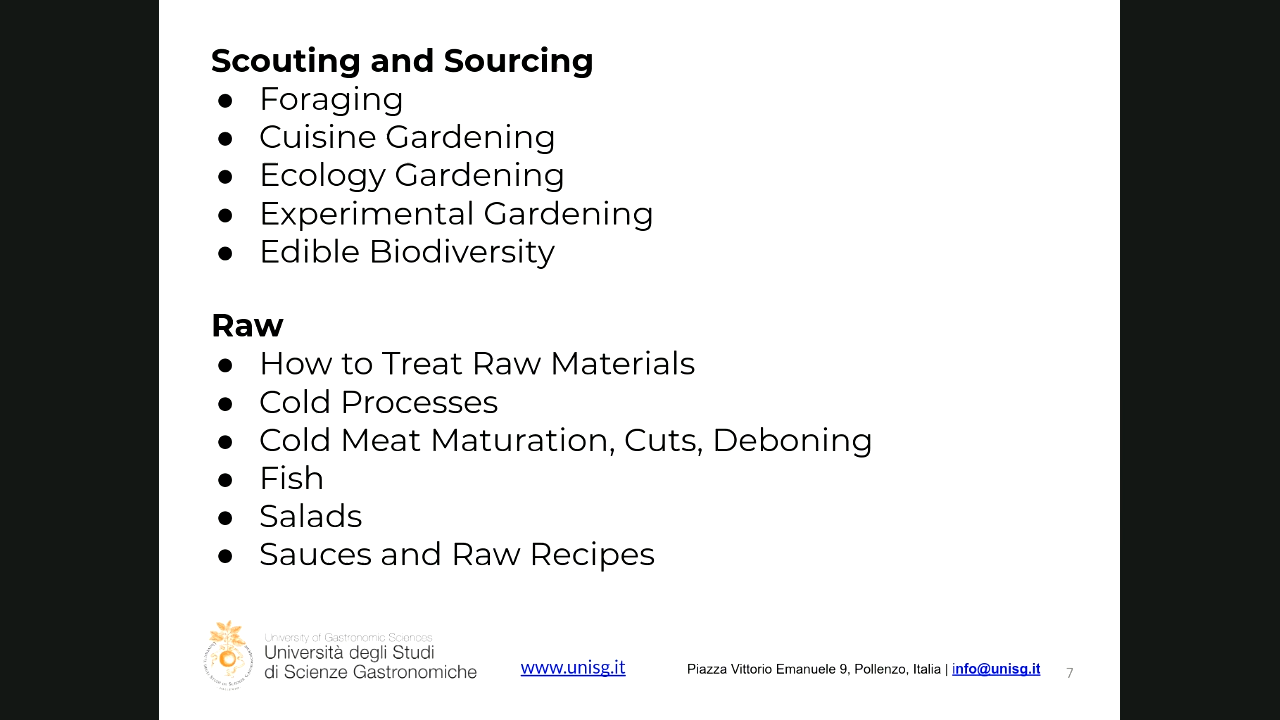 Scouting and Sourcing
● Foraging
● Cuisine Gardening
● Ecology Gardening
● Experimental Gardening
● Edible Biodiversity
Raw
● How to Treat Raw Materials
● Cold Processes
● Cold Meat Maturation, Cuts, Deboning
● Fish
● Salads
● Sauces and Raw Recipes
University of Gastronomic Sciences
Università degli Studi
di Scienze Gastronomiche
www.unisg.it
Piazza Vittorio Emanuele 9, Pollenzo, Italia | info@unisg.it
7